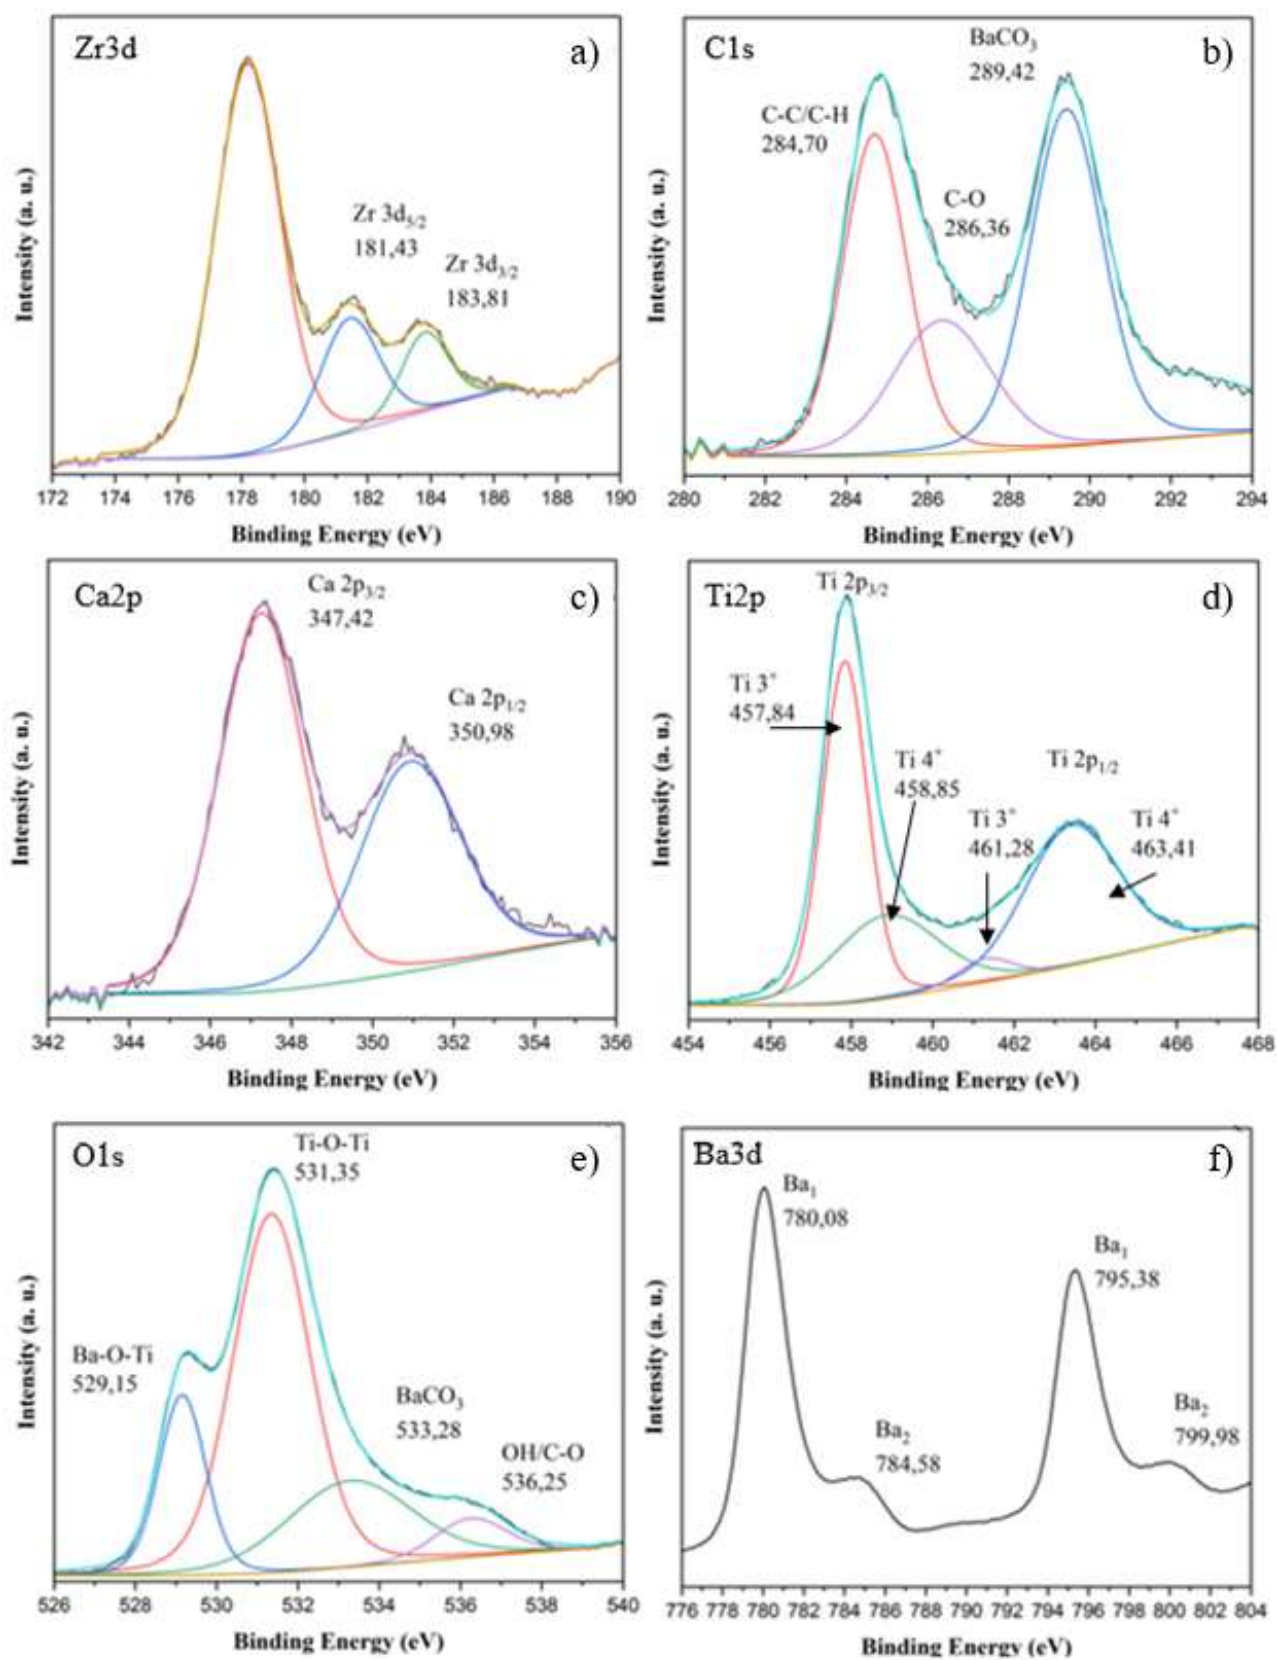 Zr3d
a)
Zr 3d5/2
181,43
Zr 3d3/2
183,81
Intensity (a. u.)
172 174 176 178 180 182 184 186 188 190
Binding Energy (eV)
C1s
b)
BaCO3
289,42
C-C/C-H
284,70
C-O
286,36
Intensity (a. u.)
280 282 284 286 288 290 292 294
Binding Energy (eV)
Ca2p
c)
Ca 2p3/2
347,42
Ca 2p1/2
350,98
Intensity (a. u.)
342 344 346 348 350 352 354 356
Binding Energy (eV)
Ti2p
d)
Ti 2p3/2
Ti 3+
457,84
Ti 4+
458,85
Ti 2p1/2
Ti 3+
461,28
Ti 4+
463,41
Intensity (a. u.)
454 456 458 460 462 464 466 468
Binding Energy (eV)
O1s
e)
Ti-O-Ti
531,35
Ba-O-Ti
529,15
BaCO3
533,28
OH/C-O
536,25
Intensity (a. u.)
526 528 530 532 534 536 538 540
Binding Energy (eV)
Ba3d
f)
Ba1
780,08
Ba1
795,38
Ba2
784,58
Ba2
799,98
Intensity (a. u.)
776 778 780 782 784 786 788 790 792 794 796 798 800 802 804
Binding Energy (eV)